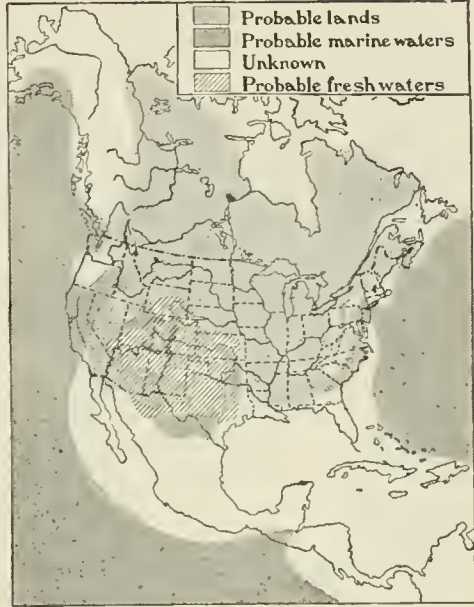 Probable lands
Probable marine waters
Unknown
Probable fresh waters